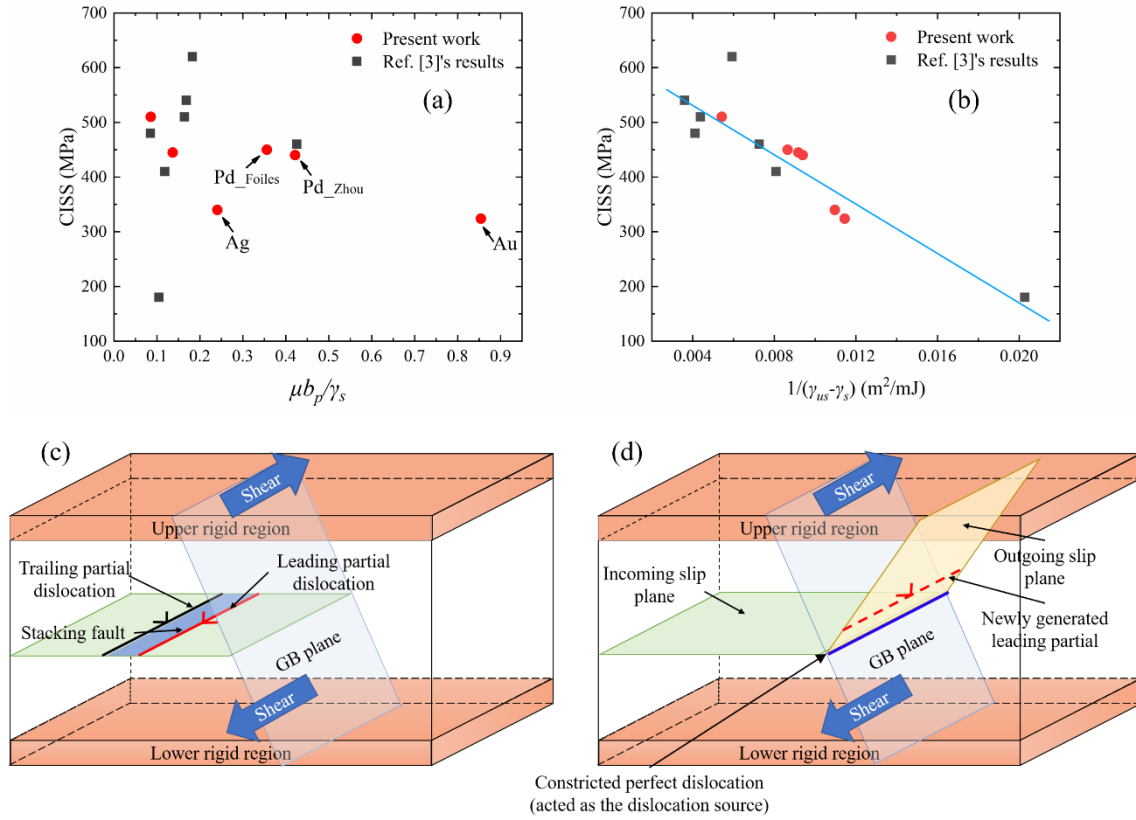 700
600
500
400
300
200
100
CISS (MPa)
Present work
Ref. [3]'s results
(a)
Pd_Foiles
Pd_Zhou
Ag
Au
0.0 0.1 0.2 0.3 0.4 0.5 0.6 0.7 0.8 0.9
μb_p/γ_s
700
600
500
400
300
200
100
CISS (MPa)
Present work
Ref. [3]'s results
(b)
0.004 0.008 0.012 0.016 0.020
1/(γ_us-γ_s) (m²/mJ)
(c)
Shear
Upper rigid region
Trailing partial
dislocation
Leading partial
dislocation
Stacking fault
GB plane
Shear
Lower rigid region
(d)
Shear
Upper rigid region
Incoming slip
plane
Outgoing slip
plane
Newly generated
leading partial
GB plane
Shear
Lower rigid region
Constricted perfect dislocation
(acted as the dislocation source)